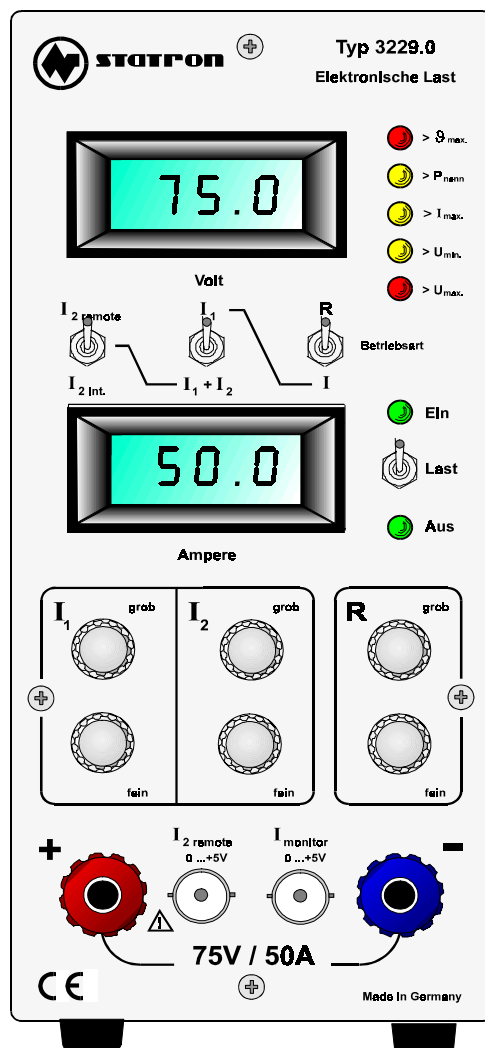 statron
Typ 3229.0
Elektronische Last
> ϑ max.
> P nenn
> I max.
> U min.
> U max.
75.0
Volt
I 2 remote
I 1
R
Betriebsart
I 2 Int.
I 1 + I 2
I
50.0
Ampere
Ein
Last
Aus
I 1 grob
I 2 grob
R grob
fein
fein
fein
+
I 2 remote
0 ...+5V
I monitor
0 ...+5V
-
75V / 50A
CE
Made In Germany